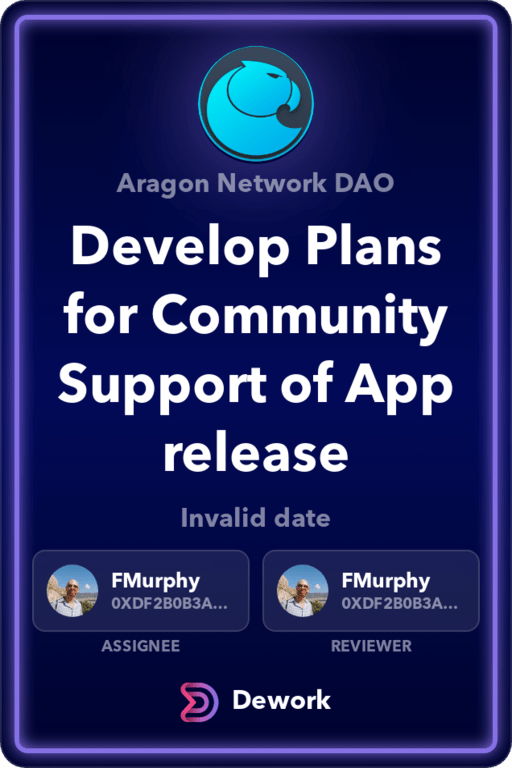 Aragon Network DAO
Develop Plans
for Community
Support of App
release
Invalid date
FMurphy
0XDF2B0B3A...
ASSIGNEE
FMurphy
0XDF2B0B3A...
REVIEWER
Dework